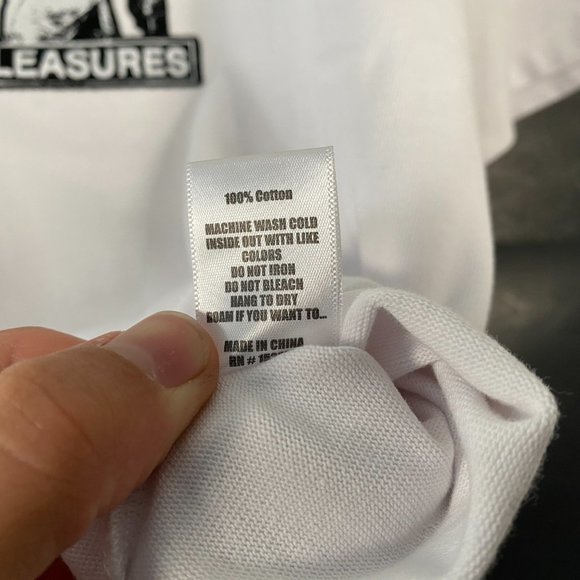 LEASURES
100% Cotton
MACHINE WASH COLD
INSIDE OUT WITH LIKE
COLORS
DO NOT IRON
DO NOT BLEACH
HANG TO DRY
ROAM IF YOU WANT TO...
MADE IN CHINA
RN #